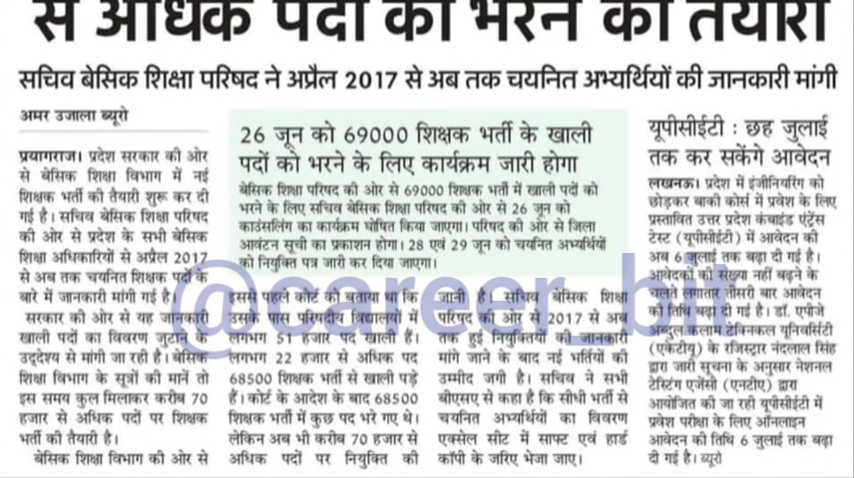 से अधिक पदों को भरने की तैयारी
सचिव बेसिक शिक्षा परिषद ने अप्रैल 2017 से अब तक चयनित अभ्यर्थियों की जानकारी मांगी
अमर उजाला ब्यूरो
प्रयागराज। प्रदेश सरकार की ओर
से बेसिक शिक्षा विभाग में नई
शिक्षक भर्ती की तैयारी शुरू कर दी
गई है। सचिव बेसिक शिक्षा परिषद
की ओर से प्रदेश के सभी बेसिक
शिक्षा अधिकारियों से अप्रैल 2017
से अब तक चयनित शिक्षक पदों के
बारे में जानकारी मांगी गई है।
सरकार की ओर से यह जानकारी
खाली पदों का विवरण जुटाने के
उद्देश्य से मांगी जा रही है। बेसिक
शिक्षा विभाग के सूत्रों की मानें तो
इस समय कुल मिलाकर करीब 70
हजार से अधिक पदों पर शिक्षक
भर्ती की तैयारी है।
बेसिक शिक्षा विभाग की ओर से
26 जून को 69000 शिक्षक भर्ती के खाली
पदों को भरने के लिए कार्यक्रम जारी होगा
बेसिक शिक्षा परिषद की ओर से 69000 शिक्षक भर्ती में खाली पदों को
भरने के लिए सचिव बेसिक शिक्षा परिषद की ओर से 26 जून को
काउंसलिंग का कार्यक्रम घोषित किया जाएगा। परिषद की ओर से जिला
आवंटन सूची का प्रकाशन होगा। 28 एवं 29 जून को चयनित अभ्यर्थियों
को नियुक्ति पत्र जारी कर दिया जाएगा।
इससे पहले कोर्ट को बताया था कि
उसके पास परिषदीय विद्यालयों में
लगभग 51 हजार पद खाली हैं।
लगभग 22 हजार से अधिक पद
68500 शिक्षक भर्ती से खाली पड़े
हैं। कोर्ट के आदेश के बाद 68500
शिक्षक भर्ती में कुछ पद भरे गए थे।
लेकिन अब भी करीब 70 हजार से
अधिक पदों पर नियुक्ति की
जानी है। सचिव बेसिक शिक्षा
परिषद की ओर से 2017 से अब
तक हुई नियुक्तियों की जानकारी
मांगे जाने के बाद नई भर्तियों की
उम्मीद जगी है। सचिव ने सभी
बीएसए से कहा है कि सीधी भर्ती से
चयनित अभ्यर्थियों का विवरण
एक्सेल सीट में साफ्ट एवं हार्ड
कॉपी के जरिए भेजा जाए।
यूपीसीईटी : छह जुलाई
तक कर सकेंगे आवेदन
लखनऊ। प्रदेश में इंजीनियरिंग को
छोड़कर बाकी कोर्स में प्रवेश के लिए
प्रस्तावित उत्तर प्रदेश कंबाइंड एंट्रेंस
टेस्ट (यूपीसीईटी) में आवेदन की
अब 6 जुलाई तक बढ़ा दी गई है।
आवेदकों की संख्या नहीं बढ़ने के
चलते लगातार तीसरी बार आवेदन
की तिथि बढ़ा दी गई है। डॉ. एपीजे
अब्दुल कलाम टेक्निकल यूनिवर्सिटी
(एकेटीयू) के रजिस्ट्रार नंदलाल सिंह
द्वारा जारी सूचना के अनुसार नेशनल
टेस्टिंग एजेंसी (एनटीए) द्वारा
आयोजित की जा रही यूपीसीईटी में
प्रवेश परीक्षा के लिए ऑनलाइन
आवेदन की तिथि 6 जुलाई तक बढ़ा
दी गई है। ब्यूरो
@career_bit